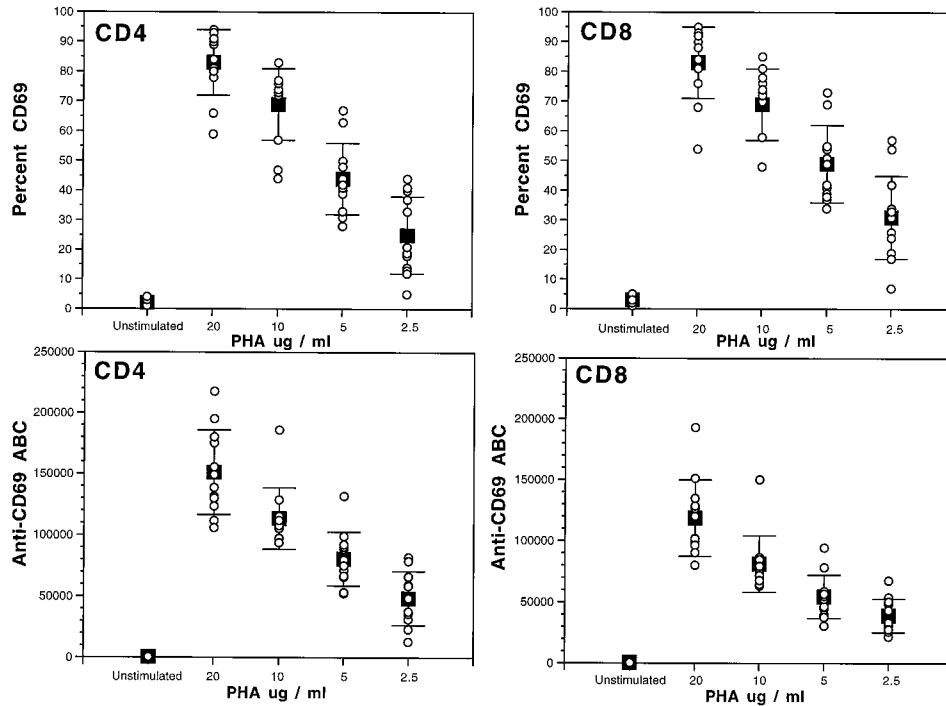 CD4
Percent CD69
100
90
80
70
60
50
40
30
20
10
0
Unstimulated 20 10 5 2.5
PHA ug / ml
CD8
Percent CD69
100
90
80
70
60
50
40
30
20
10
0
Unstimulated 20 10 5 2.5
PHA ug / ml
CD4
Anti-CD69 ABC
250000
200000
150000
100000
50000
0
Unstimulated 20 10 5 2.5
PHA ug / ml
CD8
Anti-CD69 ABC
250000
200000
150000
100000
50000
0
Unstimulated 20 10 5 2.5
PHA ug / ml